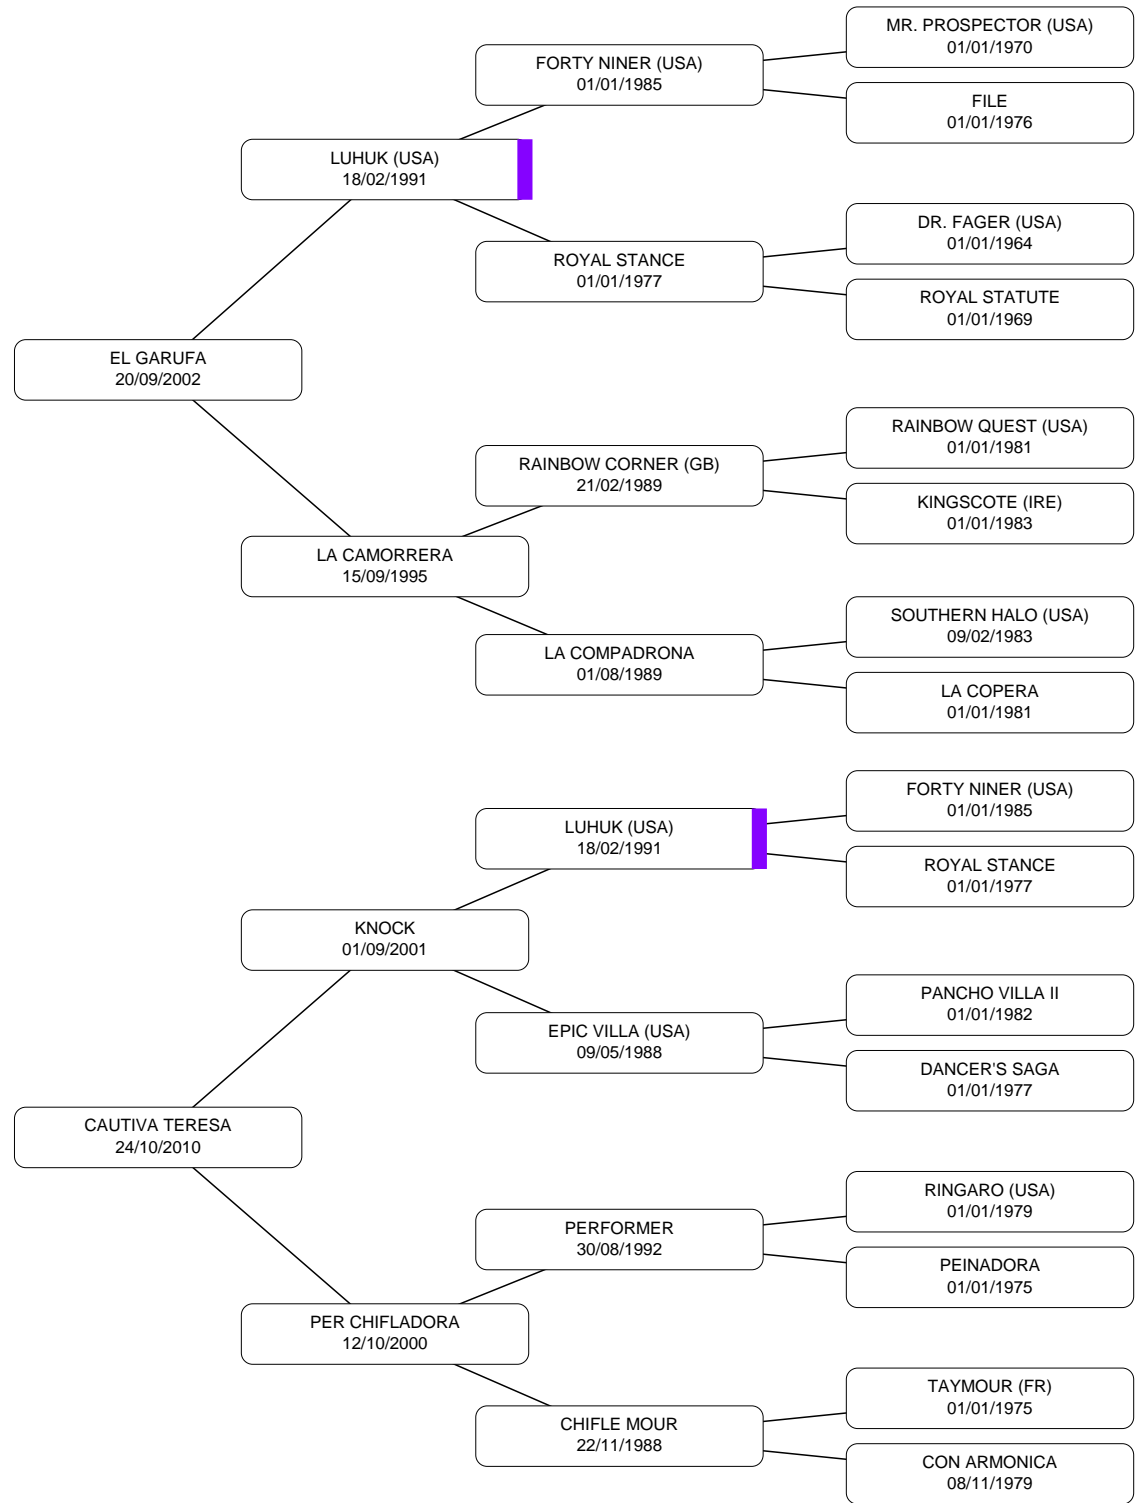 MR. PROSPECTOR (USA)
01/01/1970
FORTY NINER (USA)
01/01/1985
FILE
01/01/1976
LUHUK (USA)
18/02/1991
DR. FAGER (USA)
01/01/1964
ROYAL STANCE
01/01/1977
ROYAL STATUTE
01/01/1969
EL GARUFA
20/09/2002
RAINBOW QUEST (USA)
01/01/1981
RAINBOW CORNER (GB)
21/02/1989
KINGSCOTE (IRE)
01/01/1983
LA CAMORRERA
15/09/1995
SOUTHERN HALO (USA)
09/02/1983
LA COMPADRONA
01/08/1989
LA COPERA
01/01/1981
FORTY NINER (USA)
01/01/1985
LUHUK (USA)
18/02/1991
ROYAL STANCE
01/01/1977
KNOCK
01/09/2001
PANCHO VILLA II
01/01/1982
EPIC VILLA (USA)
09/05/1988
DANCER'S SAGA
01/01/1977
CAUTIVA TERESA
24/10/2010
RINGARO (USA)
01/01/1979
PERFORMER
30/08/1992
PEINADORA
01/01/1975
PER CHIFLADORA
12/10/2000
TAYMOUR (FR)
01/01/1975
CHIFLE MOUR
22/11/1988
CON ARMONICA
08/11/1979